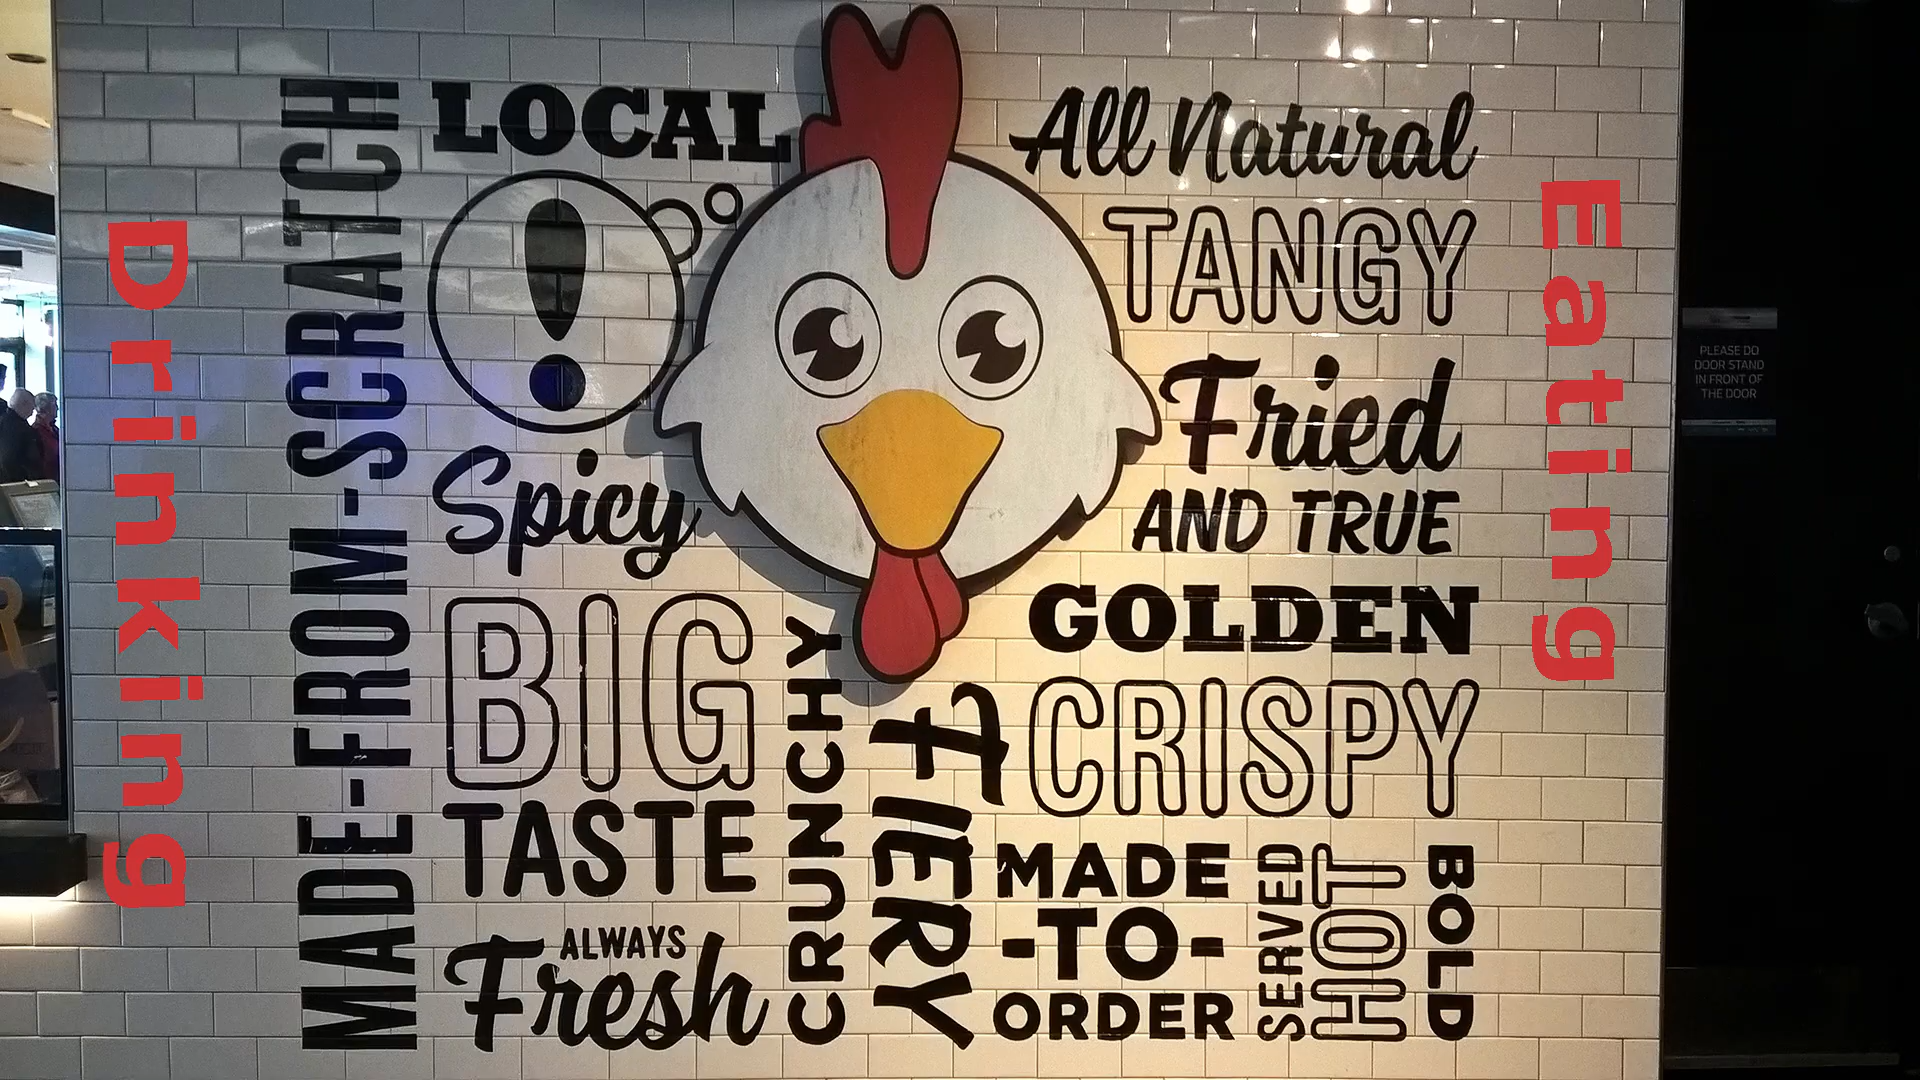 Drinking
MADE-FROM-SCRATCH
LOCAL
Spicy
BIG
TASTE
ALWAYS
Fresh
CRUNCHY
FIERY
All Natural
TANGY
Fried
AND TRUE
GOLDEN
CRISPY
MADE
-TO-
ORDER
SERVED
HOT
BOLD
Eating
PLEASE DO
DOOR STAND
IN FRONT OF
THE DOOR